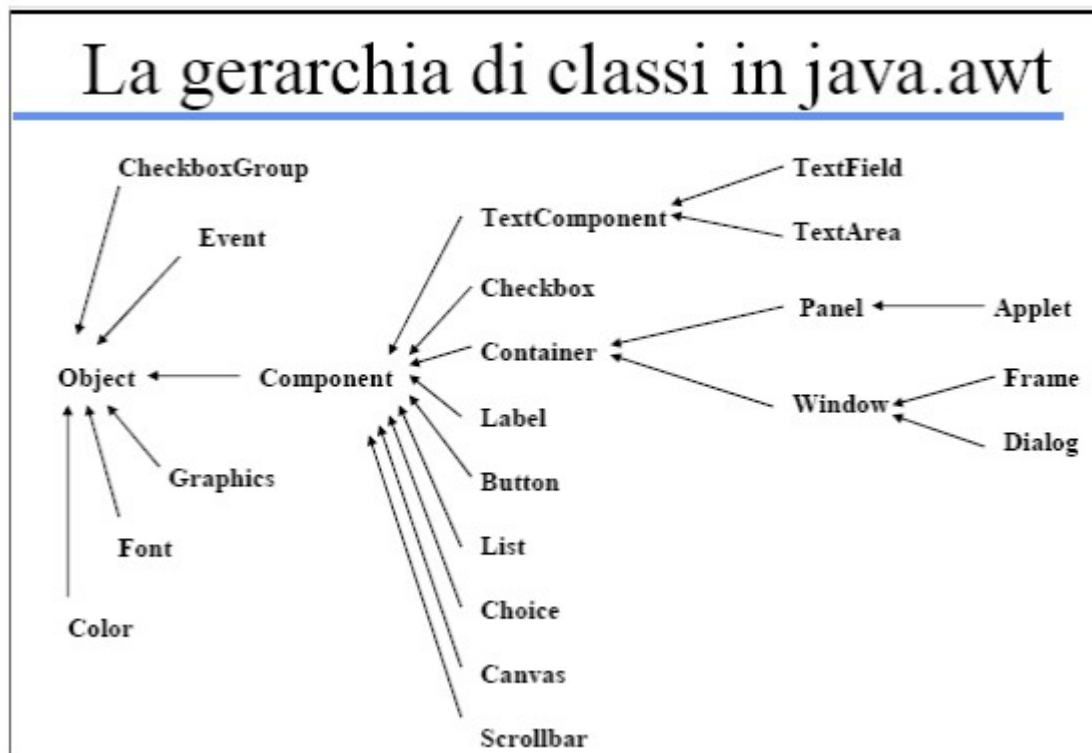 La gerarchia di classi in java.awt
CheckboxGroup
Event
Object
Component
Graphics
Font
Color
TextComponent
Checkbox
Container
Label
Button
List
Choice
Canvas
Scrollbar
TextField
TextArea
Panel
Applet
Window
Frame
Dialog